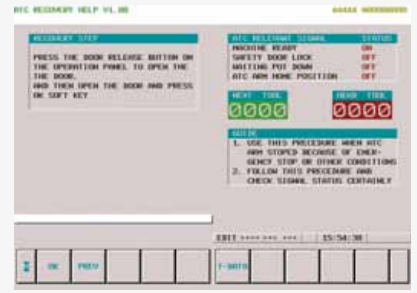 ATC RECOVERY HELP V1.00
RECOVERY STEP
PRESS THE DOOR RELEASE BUTTON ON
THE OPERATION PANEL TO OPEN THE
THE DOOR.
AND THEN OPEN THE DOOR AND PRESS
OK SOFT KEY
ATC RELEVANT SIGNAL STATUS
MACHINE READY ON
SAFETY DOOR LOCK OFF
WAITING POT DOWN OFF
ATC ARM HOME POSITION OFF
NEXT TOOL HEAD TOOL
0000 0000
GUIDE
1. USE THIS PRECEDURE WHEN ATC
ARM STOPED BECAUSE OF EMER-
GENCY STOP OR OTHER CONDITIONS
2. FOLLOW THIS PRECEDURE AND
CHECK SIGNAL STATUS CERTAINLY
EDIT **** *** *** 15:54:38
OK PREV T-DATA